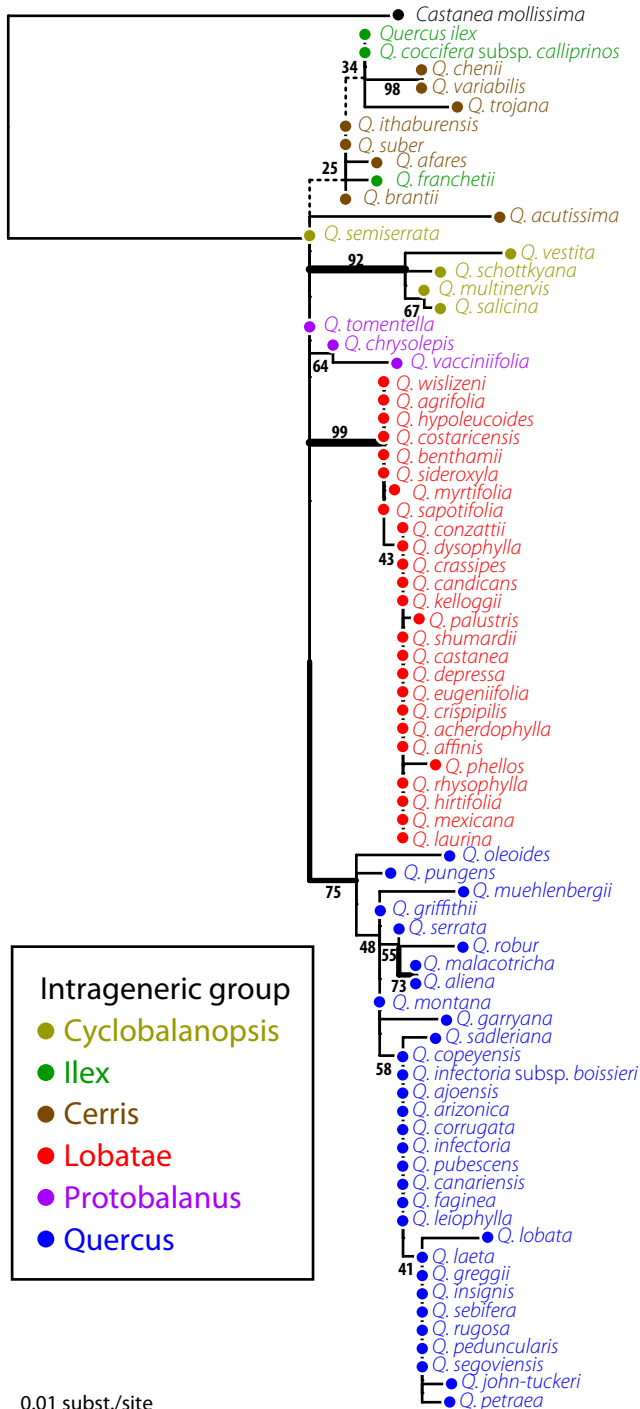 Castanea mollissima
Quercus ilex
Q. coccifera subsp. calliprinos
34
Q. chenii
98
Q. variabilis
Q. trojana
Q. ithaburensis
Q. suber
25
Q. afares
Q. franchetii
Q. brantii
Q. acutissima
Q. semiserrata
92
Q. vestita
Q. schottkyana
Q. multinervis
67
Q. salicina
Q. tomentella
Q. chrysolepis
64
Q. vacciniifolia
Q. wislizeni
Q. agrifolia
Q. hypoleucoides
99
Q. costaricensis
Q. benthamii
Q. sideroxyla
Q. myrtifolia
Q. sapotifolia
Q. conzattii
43
Q. dysophylla
Q. crassipes
Q. candicans
Q. kelloggii
Q. palustris
Q. shumardii
Q. castanea
Q. depressa
Q. eugeniifolia
Q. crispipilis
Q. acherdophylla
Q. affinis
Q. phellos
Q. rhysophylla
Q. hirtifolia
Q. mexicana
Q. laurina
Q. oleoides
Q. pungens
75
Q. muehlenbergii
Q. griffithii
Q. serrata
48
55
Q. robur
Q. malacotricha
73
Q. aliena
Q. montana
Q. garryana
Q. sadleriana
58
Q. copeyensis
Q. infectoria subsp. boissieri
Q. ajoensis
Q. arizonica
Q. corrugata
Q. infectoria
Q. pubescens
Q. canariensis
Q. faginea
Q. leiophylla
Q. lobata
41
Q. laeta
Q. greggii
Q. insignis
Q. sebifera
Q. rugosa
Q. peduncularis
Q. segoviensis
Q. john-tuckeri
Q. petraea
Intrageneric group
Cyclobalanopsis
Ilex
Cerris
Lobatae
Protobalanus
Quercus
0.01 subst./site